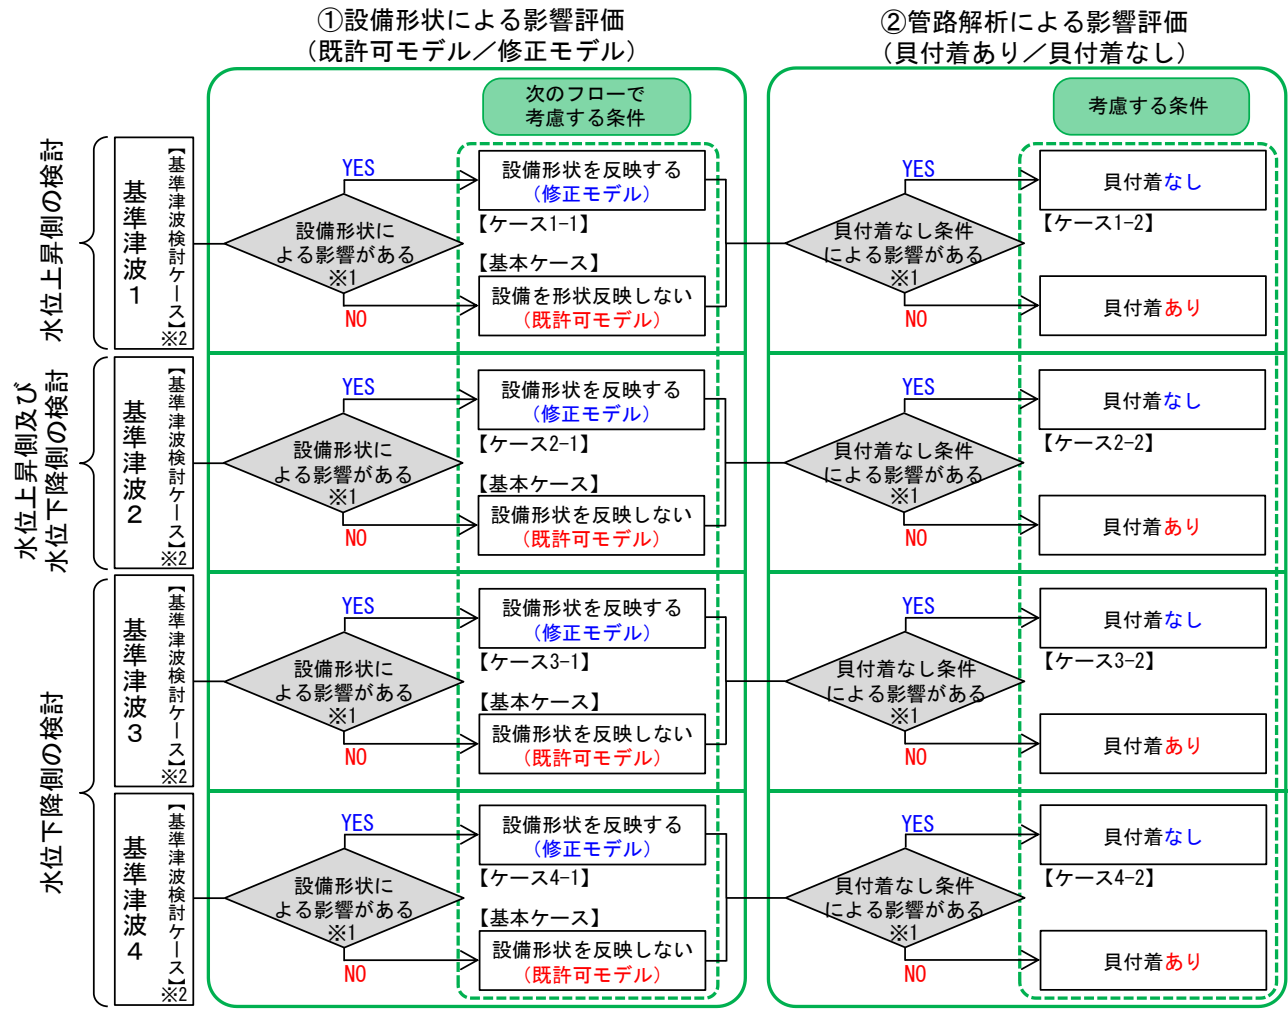 ①設備形状による影響評価
(既許可モデル／修正モデル)
②管路解析による影響評価
(貝付着あり／貝付着なし)
次のフローで
考慮する条件
考慮する条件
水位上昇側の検討
基準津波1
【基準津波検討ケース】※2
設備形状に
よる影響がある
※1
YES
設備形状を反映する
(修正モデル)
【ケース1-1】
【基本ケース】
NO
設備を形状反映しない
(既許可モデル)
貝付着なし条件
による影響がある
※1
YES
貝付着なし
【ケース1-2】
NO
貝付着あり
水位上昇側及び
水位下降側の検討
基準津波2
【基準津波検討ケース】※2
設備形状に
よる影響がある
※1
YES
設備形状を反映する
(修正モデル)
【ケース2-1】
【基本ケース】
NO
設備形状を反映しない
(既許可モデル)
貝付着なし条件
による影響がある
※1
YES
貝付着なし
【ケース2-2】
NO
貝付着あり
水位下降側の検討
基準津波3
【基準津波検討ケース】※2
設備形状に
よる影響がある
※1
YES
設備形状を反映する
(修正モデル)
【ケース3-1】
【基本ケース】
NO
設備形状を反映しない
(既許可モデル)
貝付着なし条件
による影響がある
※1
YES
貝付着なし
【ケース3-2】
NO
貝付着あり
基準津波4
【基準津波検討ケース】※2
設備形状に
よる影響がある
※1
YES
設備形状を反映する
(修正モデル)
【ケース4-1】
【基本ケース】
NO
設備形状を反映しない
(既許可モデル)
貝付着なし条件
による影響がある
※1
YES
貝付着なし
【ケース4-2】
NO
貝付着あり